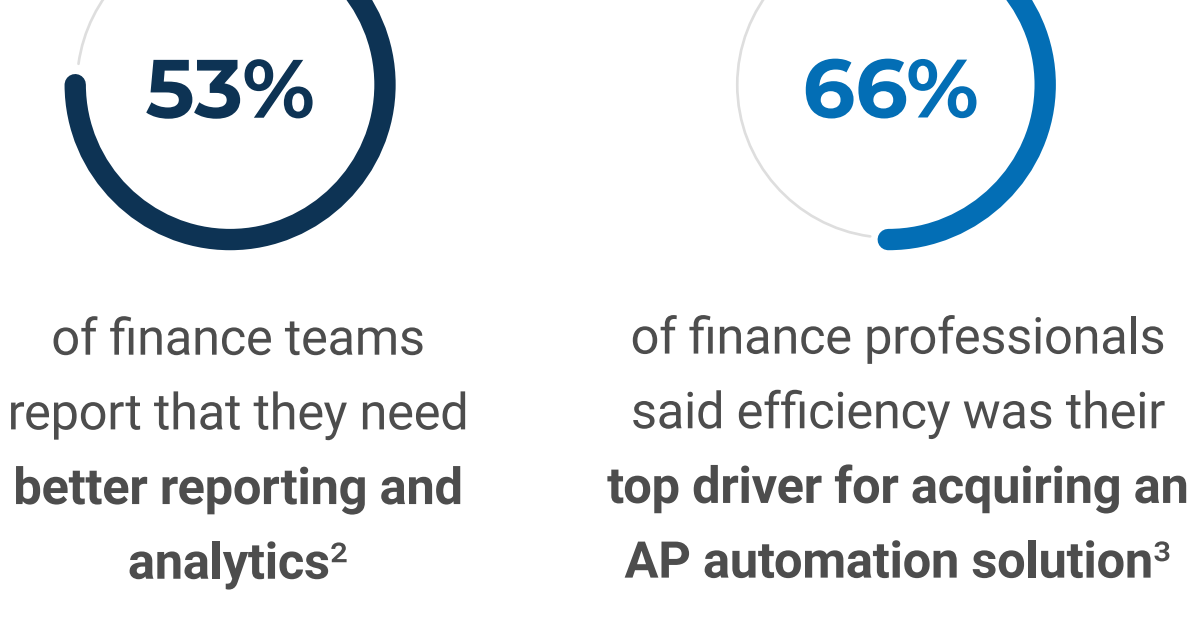 53%
of finance teams
report that they need
better reporting and
analytics²
66%
of finance professionals
said efficiency was their
top driver for acquiring an
AP automation solution³